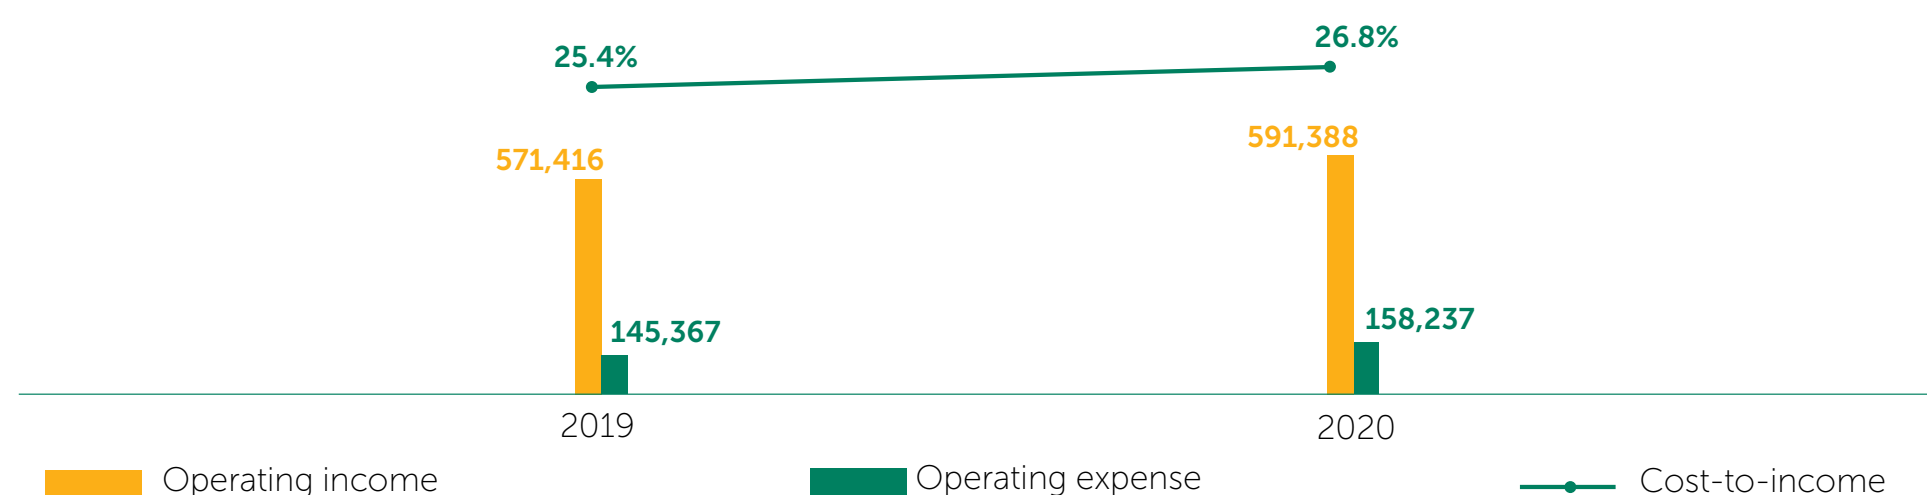 25.4%
26.8%
571,416
591,388
145,367
158,237
2019
2020
Operating income
Operating expense
Cost-to-income